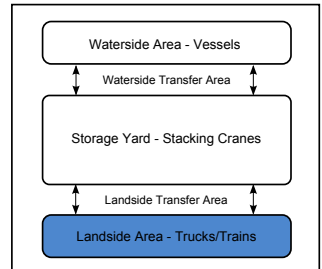 Waterside Area - Vessels
Waterside Transfer Area
Storage Yard - Stacking Cranes
Landside Transfer Area
Landside Area - Trucks/Trains